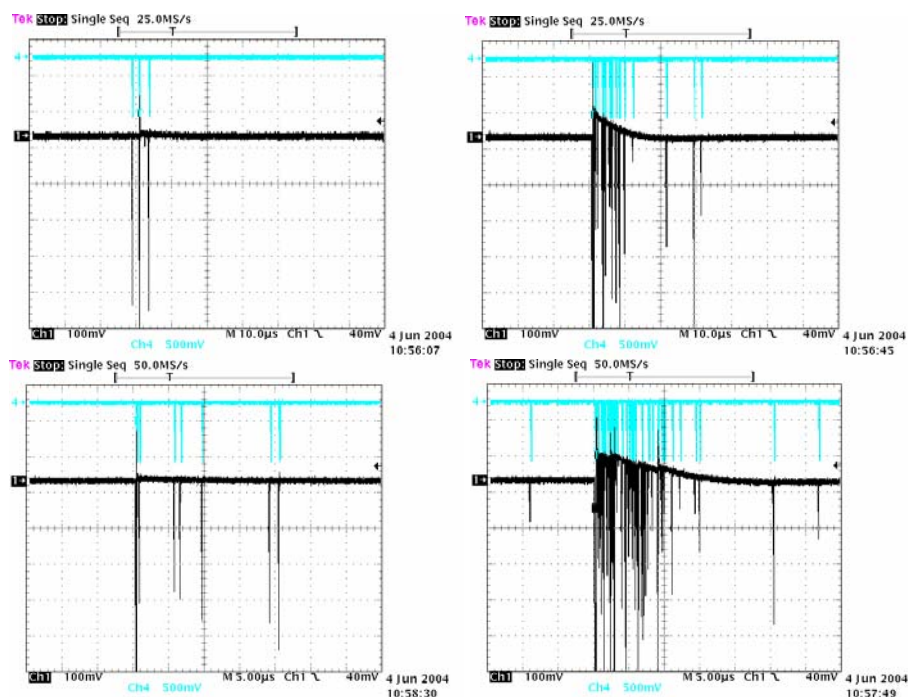 Tek Stop: Single Seq 25.0MS/s
T
4→
1→
Ch1 100mV M 10.0µs Ch1 40mV
Ch4 500mV
4 Jun 2004
10:56:07
Tek Stop: Single Seq 25.0MS/s
T
4→
1→
Ch1 100mV M 10.0µs Ch1 40mV
Ch4 500mV
4 Jun 2004
10:56:45
Tek Stop: Single Seq 50.0MS/s
T
4→
1→
Ch1 100mV M 5.00µs Ch1 40mV
Ch4 500mV
4 Jun 2004
10:58:30
Tek Stop: Single Seq 50.0MS/s
T
4→
1→
Ch1 100mV M 5.00µs Ch1 40mV
Ch4 500mV
4 Jun 2004
10:57:49